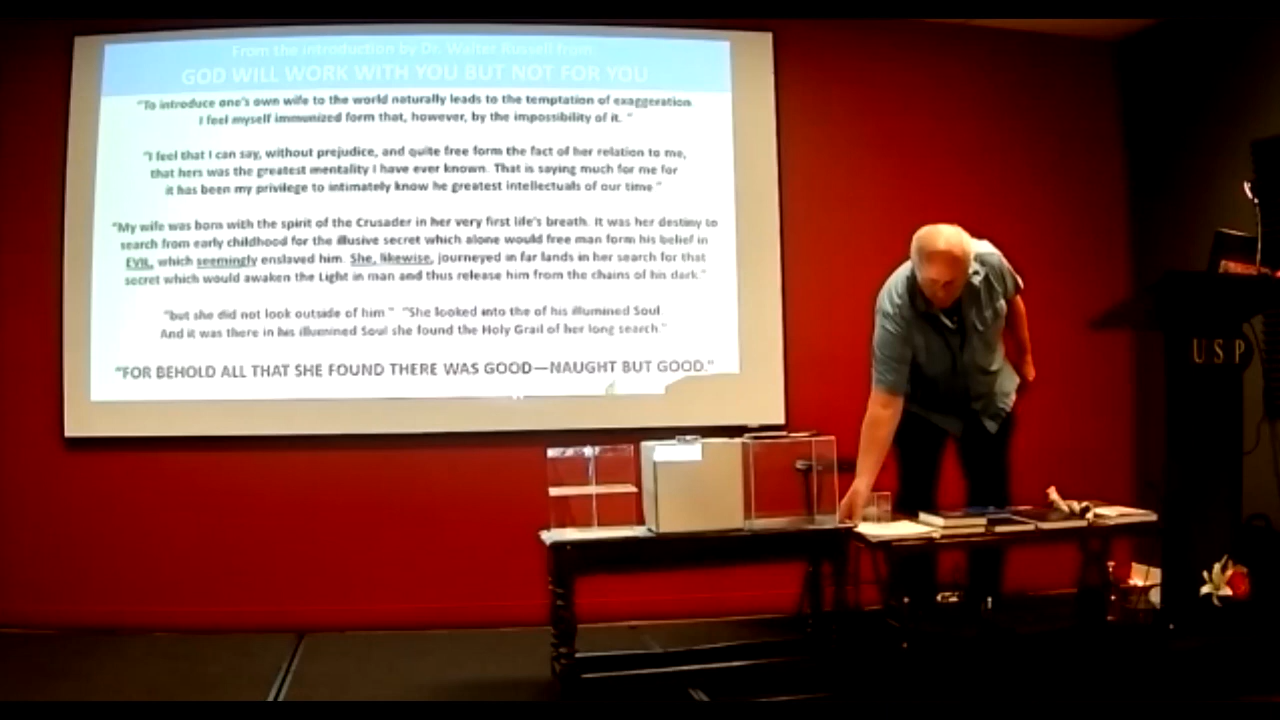 From the introduction by Dr. Walter Russell from:
GOD WILL WORK WITH YOU BUT NOT FOR YOU
"To introduce one's own wife to the world naturally leads to the temptation of exaggeration
I feel myself immunized form that, however, by the impossibility of it. "
"I feel that I can say, without prejudice, and quite free form the fact of her relation to me,
that hers was the greatest mentality I have ever known. That is saying much for me for
it has been my privilege to intimately know he greatest intellectuals of our time "
"My wife was born with the spirit of the Crusader in her very first life's breath. It was her destiny to
search from early childhood for the illusive secret which alone would free man form his belief in
EVIL, which seemingly enslaved him. She, likewise, journeyed in far lands in her search for that
secret which would awaken the Light in man and thus release him from the chains of his dark."
"but she did not look outside of him " "She looked into the of his illumined Soul
And it was there in his illumined Soul she found the Holy Grail of her long search."
"FOR BEHOLD ALL THAT SHE FOUND THERE WAS GOOD—NAUGHT BUT GOOD."
USP